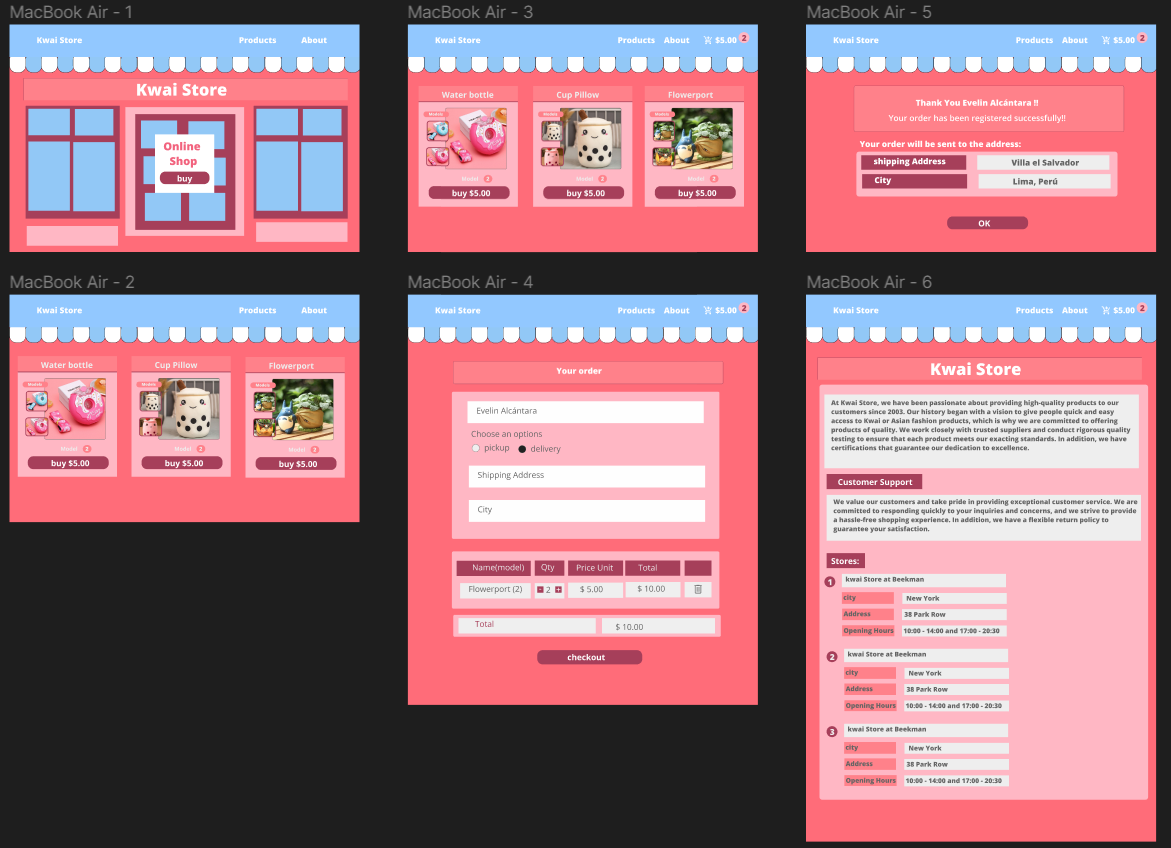 MacBook Air - 1
Kwai Store
Products About
Kwai Store
Online
Shop
buy
MacBook Air - 2
Kwai Store
Products About
Water bottle
Models
Model 2
buy $5.00
Cup Pillow
Models
Model 2
buy $5.00
Flowerport
Models
Model 2
buy $5.00
MacBook Air - 3
Kwai Store
Products About $5.00 2
Water bottle
Models
Model 2
buy $5.00
Cup Pillow
Models
Model 2
buy $5.00
Flowerport
Models
Model 2
buy $5.00
MacBook Air - 4
Kwai Store
Products About $5.00 2
Your order
Evelin Alcántara
Choose an options
pickup delivery
Shipping Address
City
Name(model) Qty Price Unit Total
Flowerport (2) - 2 + $ 5.00 $ 10.00
Total $ 10.00
checkout
MacBook Air - 5
Kwai Store
Products About $5.00 2
Thank You Evelin Alcántara !!
Your order has been registered successfully!!
Your order will be sent to the address:
shipping Address Villa el Salvador
City Lima, Perú
OK
MacBook Air - 6
Kwai Store
Products About $5.00 2
Kwai Store
At Kwai Store, we have been passionate about providing high-quality products to our
customers since 2003. Our history began with a vision to give people quick and easy
access to Kwai or Asian fashion products, which is why we are committed to offering
products of quality. We work closely with trusted suppliers and conduct rigorous quality
testing to ensure that each product meets our exacting standards. In addition, we have
certifications that guarantee our dedication to excellence.
Customer Support
We value our customers and take pride in providing exceptional customer service. We are
committed to responding quickly to your inquiries and concerns, and we strive to provide
a hassle-free shopping experience. In addition, we have a flexible return policy to
guarantee your satisfaction.
Stores:
1 kwai Store at Beekman
city New York
Address 38 Park Row
Opening Hours 10:00 - 14:00 and 17:00 - 20:30
2 kwai Store at Beekman
city New York
Address 38 Park Row
Opening Hours 10:00 - 14:00 and 17:00 - 20:30
3 kwai Store at Beekman
city New York
Address 38 Park Row
Opening Hours 10:00 - 14:00 and 17:00 - 20:30